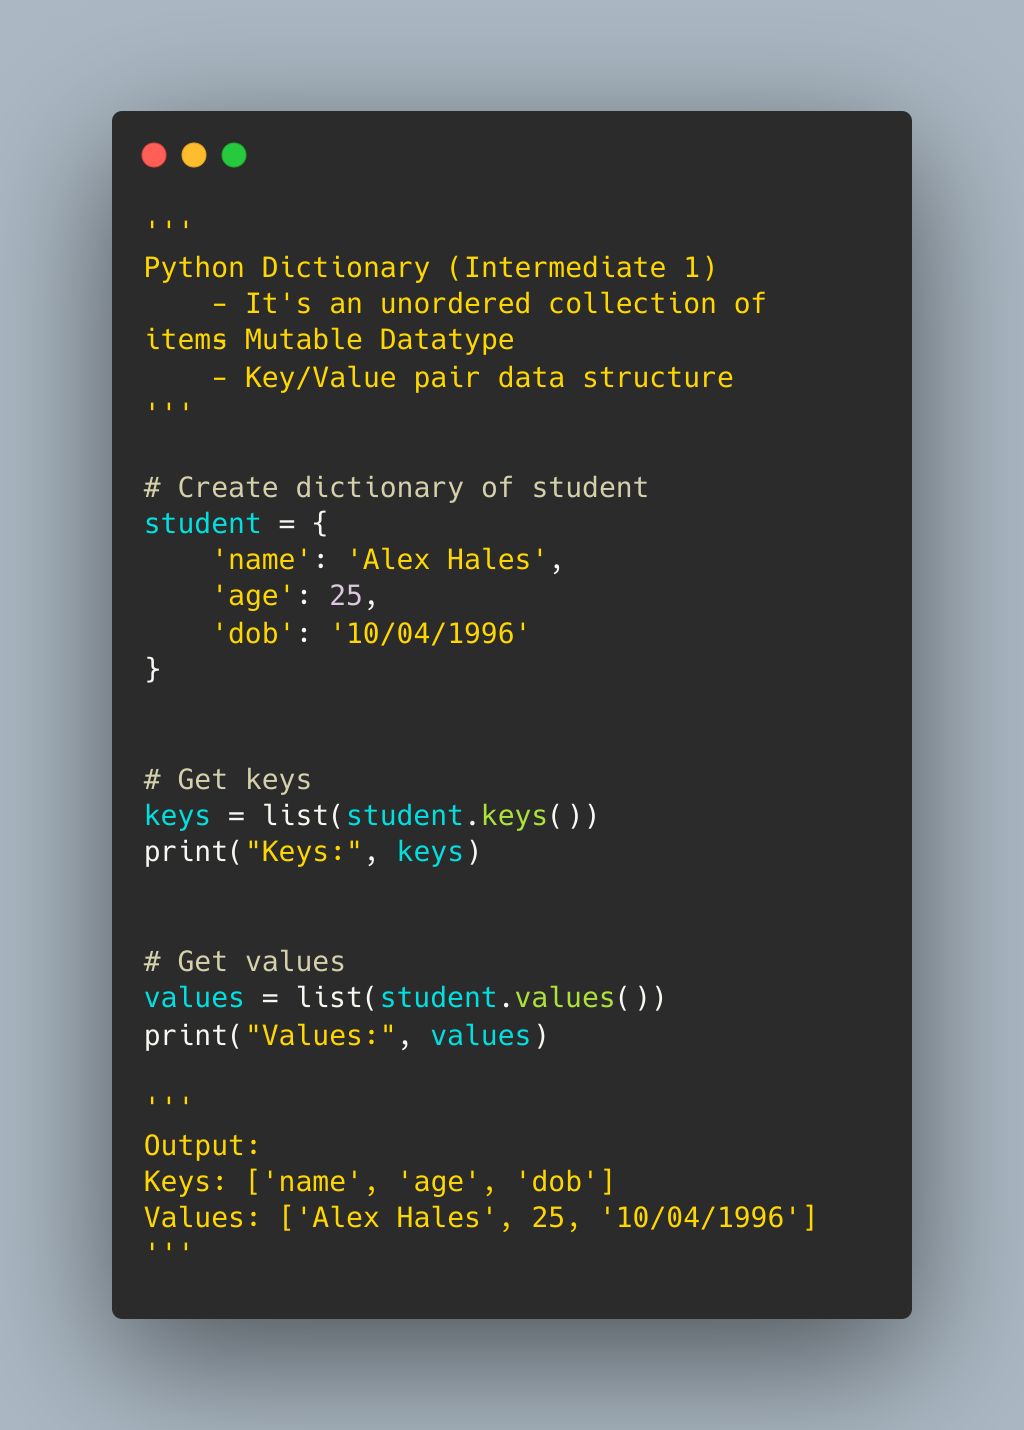 '''
Python Dictionary (Intermediate 1)
    - It's an unordered collection of
items
    - Mutable Datatype
    - Key/Value pair data structure
'''

# Create dictionary of student
student = {
    'name': 'Alex Hales',
    'age': 25,
    'dob': '10/04/1996'
}

# Get keys
keys = list(student.keys())
print("Keys:", keys)

# Get values
values = list(student.values())
print("Values:", values)

'''
Output:
Keys: ['name', 'age', 'dob']
Values: ['Alex Hales', 25, '10/04/1996']
'''